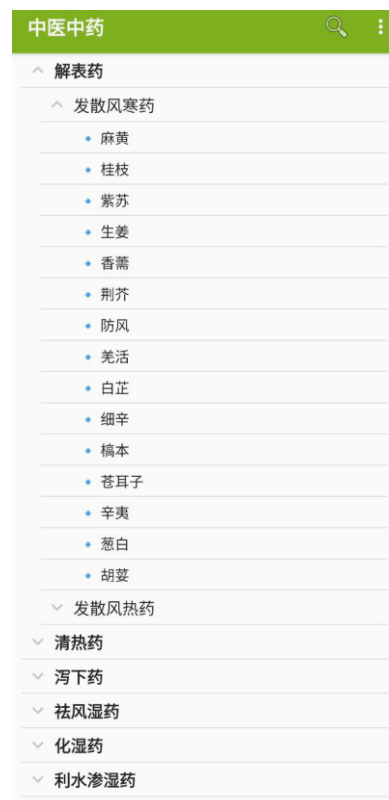 中医中药
解表药
发散风寒药
麻黄
桂枝
紫苏
生姜
香薷
荆芥
防风
羌活
白芷
细辛
槁本
苍耳子
辛夷
葱白
胡荽
发散风热药
清热药
泻下药
祛风湿药
化湿药
利水渗湿药